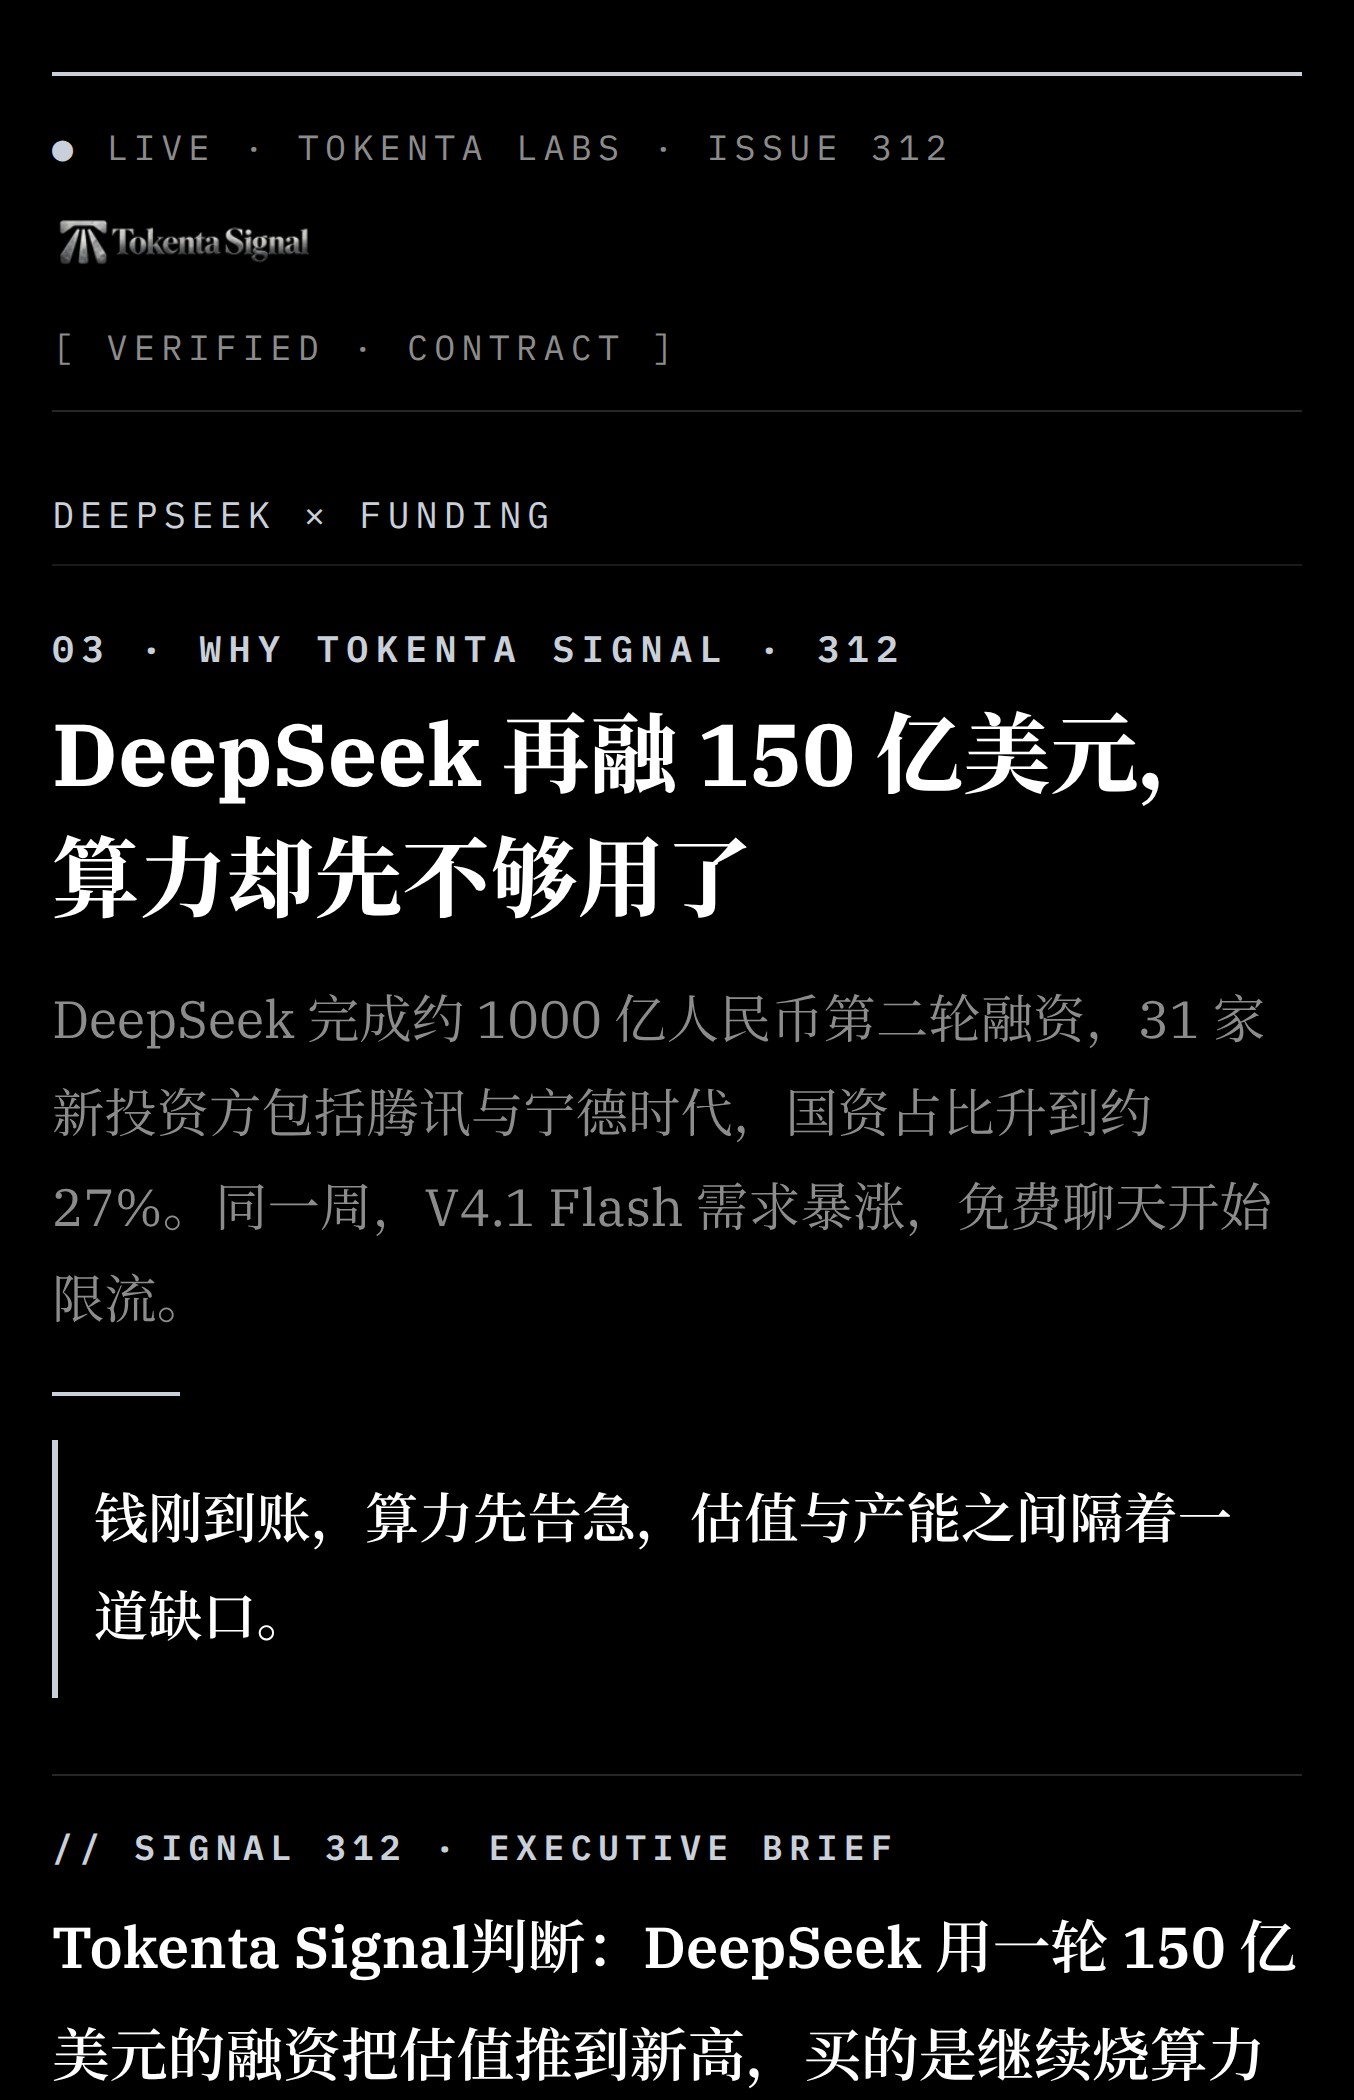 ● LIVE · TOKENTA LABS · ISSUE 312
Tokenta Signal
[ VERIFIED · CONTRACT ]
DEEPSEEK × FUNDING
03 · WHY TOKENTA SIGNAL · 312
DeepSeek 再融 150 亿美元,
算力却先不够用了
DeepSeek 完成约 1000 亿人民币第二轮融资，31 家
新投资方包括腾讯与宁德时代，国资占比升到约
27%。同一周，V4.1 Flash 需求暴涨，免费聊天开始
限流。
钱刚到账，算力先告急，估值与产能之间隔着一
道缺口。
// SIGNAL 312 · EXECUTIVE BRIEF
Tokenta Signal判断：DeepSeek 用一轮 150 亿
美元的融资把估值推到新高，买的是继续烧算力